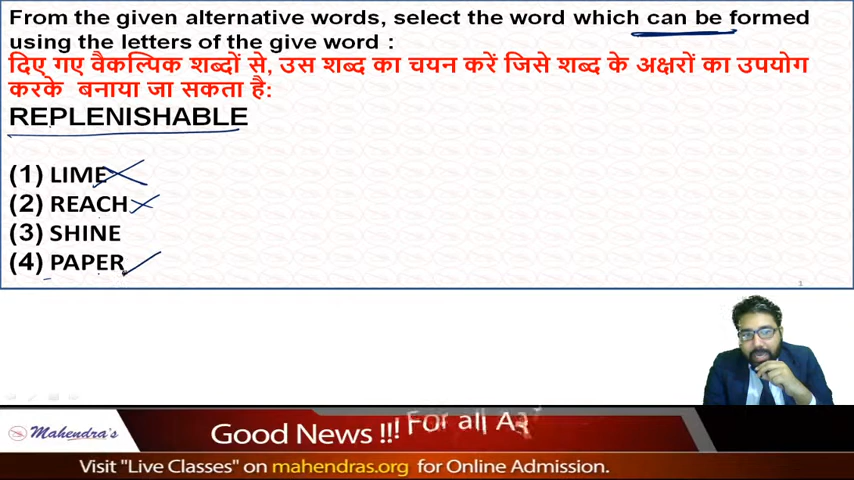 From the given alternative words, select the word which can be formed
using the letters of the give word :
दिए गए वैकल्पिक शब्दों से, उस शब्द का चयन करें जिसे शब्द के अक्षरों का उपयोग
करके बनाया जा सकता है:
REPLENISHABLE
(1) LIME
(2) REACH
(3) SHINE
(4) PAPER
1
Mahendra's
Good News !!! For all
Visit "Live Classes" on mahendras.org for Online Admission.